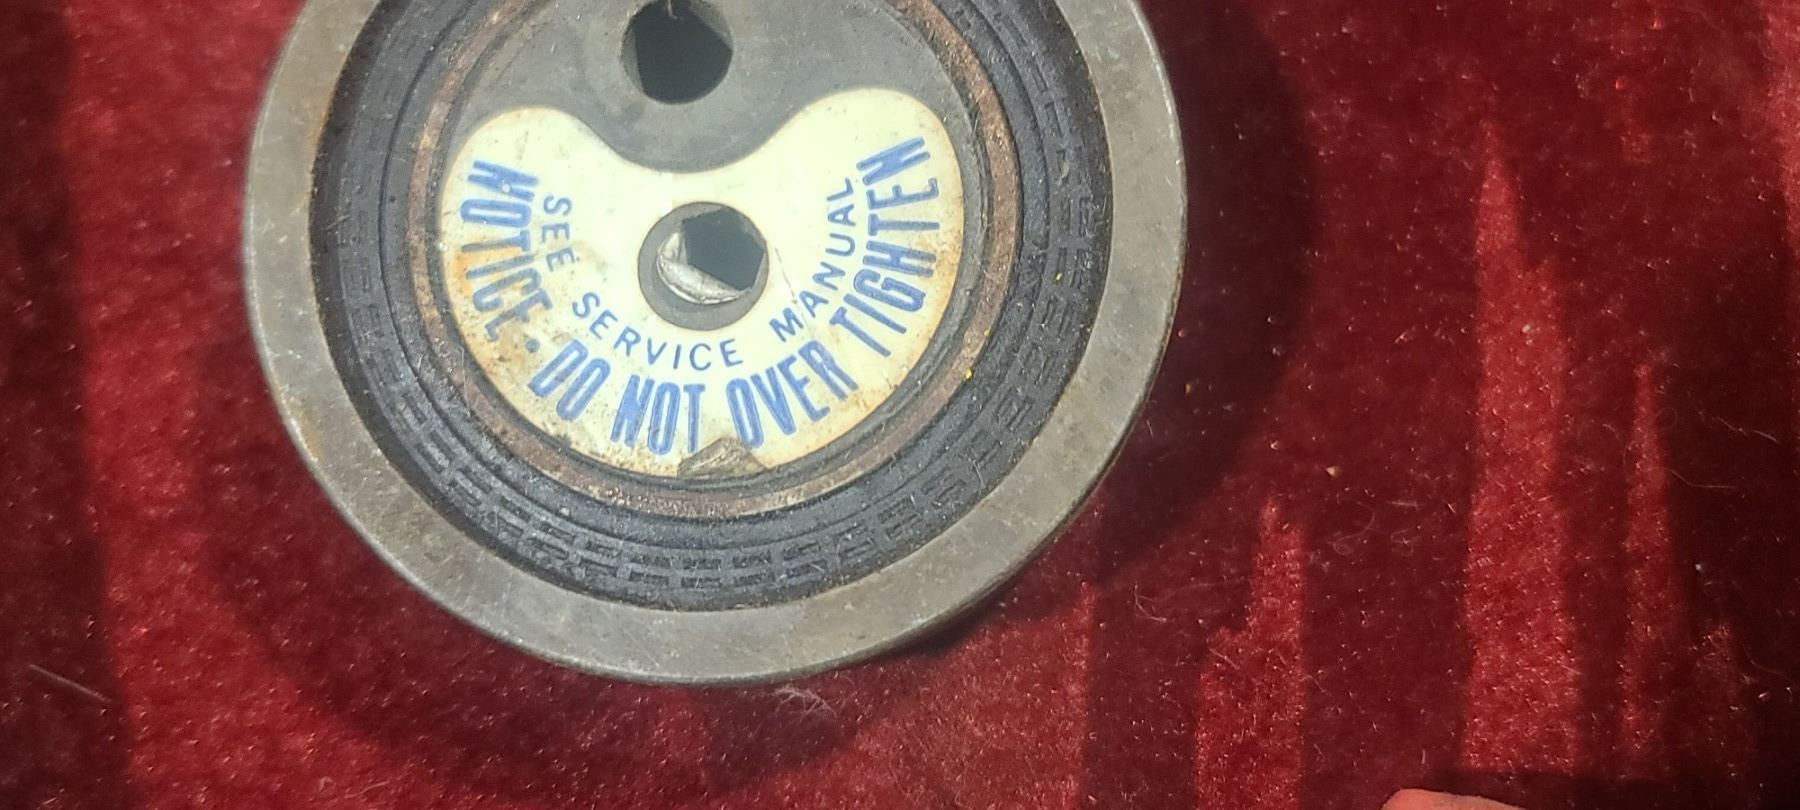 NOTICE · DO NOT OVER TIGHTEN
SEE SERVICE MANUAL